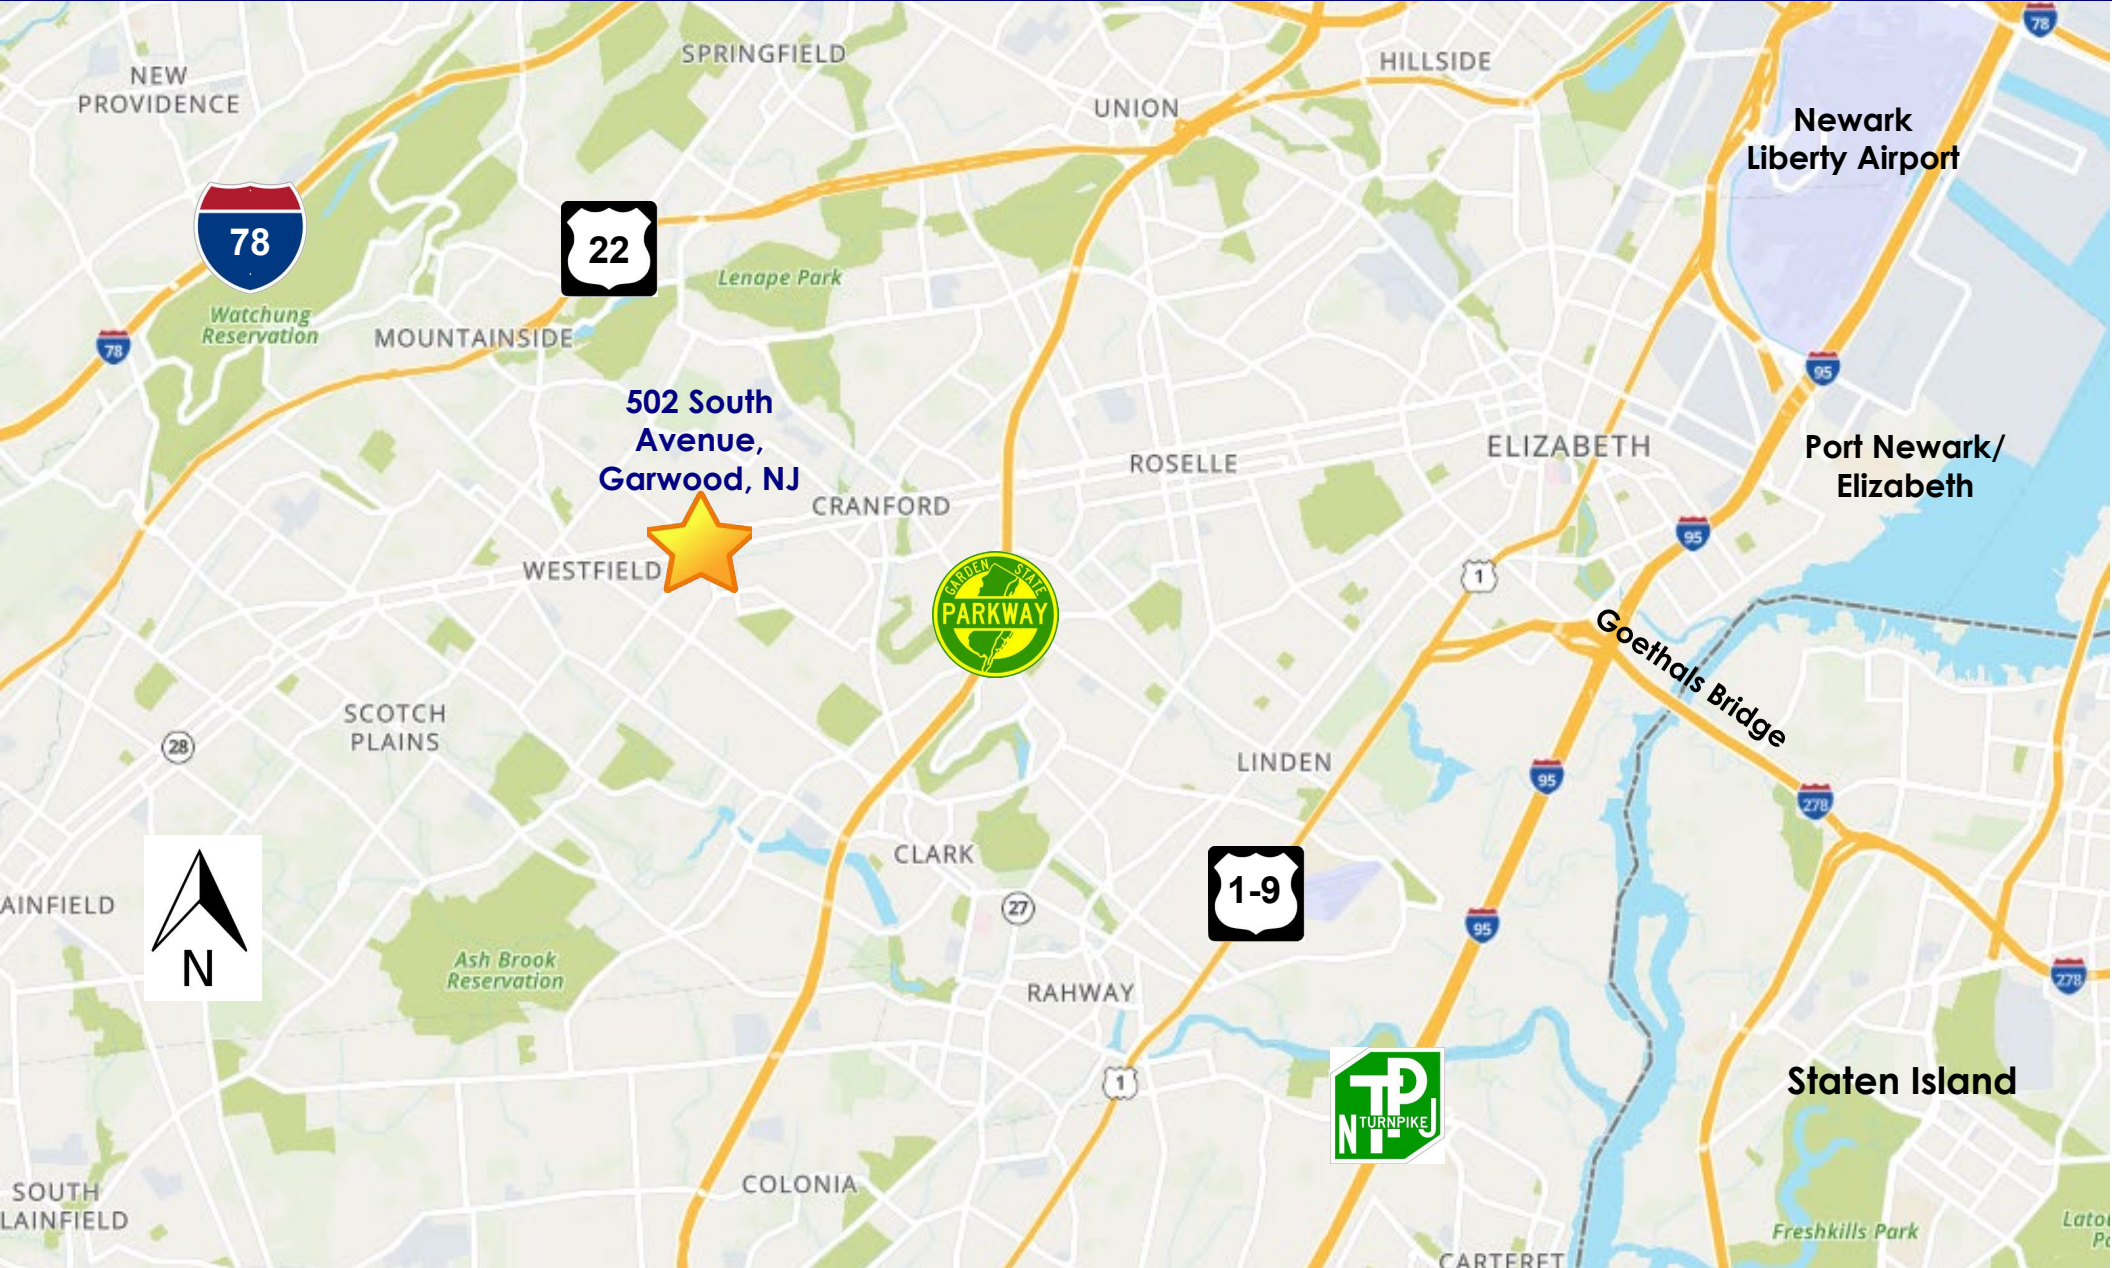 78
SPRINGFIELD
HILLSIDE
NEW
PROVIDENCE
UNION
Newark
Liberty Airport
78
22
Lenape Park
Watchung
Reservation
MOUNTAINSIDE
78
95
502 South
Avenue,
Garwood, NJ
ROSELLE
ELIZABETH
Port Newark/
Elizabeth
CRANFORD
95
WESTFIELD
1
GARDEN STATE
PARKWAY
Goethals Bridge
SCOTCH
PLAINS
28
LINDEN
95
278
CLARK
1-9
AINFIELD
27
95
N
Ash Brook
Reservation
278
RAHWAY
1
Staten Island
TP
N TURNPIKE J
COLONIA
SOUTH
LAINFIELD
Freshkills Park
CARTERET